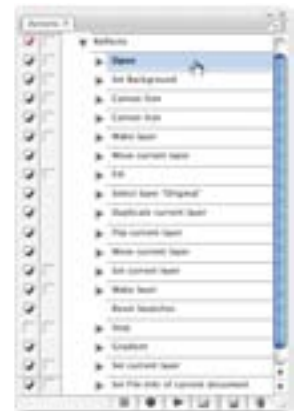 Actions
Reflects
Open
Set Background
Canvas Size
Canvas Size
Make layer
Move current layer
Fill
Select layer "Original"
Duplicate current layer
Flip current layer
Move current layer
Set current layer
Make layer
Reset Swatches
Stop
Gradient
Set current layer
Set File Info of current document